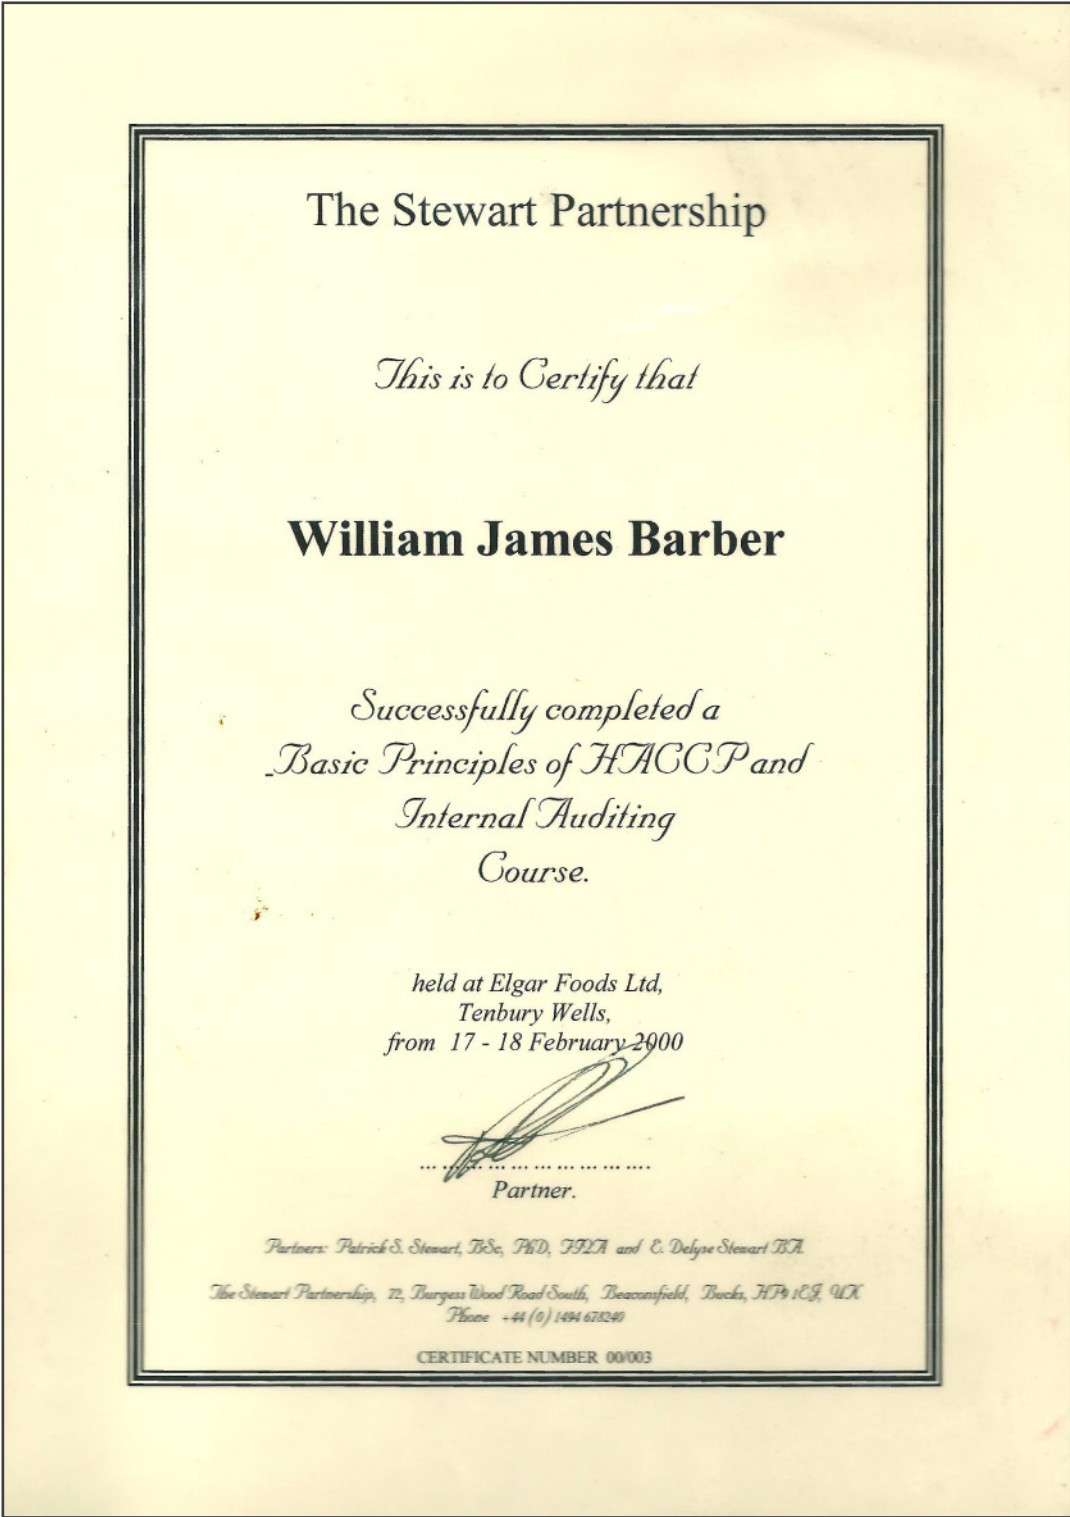 The Stewart Partnership
This is to Certify that
William James Barber
Successfully completed a
Basic Principles of HACCP and
Internal Auditing
Course.
held at Elgar Foods Ltd,
Tenbury Wells,
from 17 - 18 February 2000
Partner.
Partners: Patrick S. Stewart, BSc, PhD, FIQA and E. Delyse Stewart BA
The Stewart Partnership, 72, Burgess Wood Road South, Beaconsfield, Bucks, HP9 1EJ, UK
Phone +44 (0) 1494 678240
CERTIFICATE NUMBER 00/003